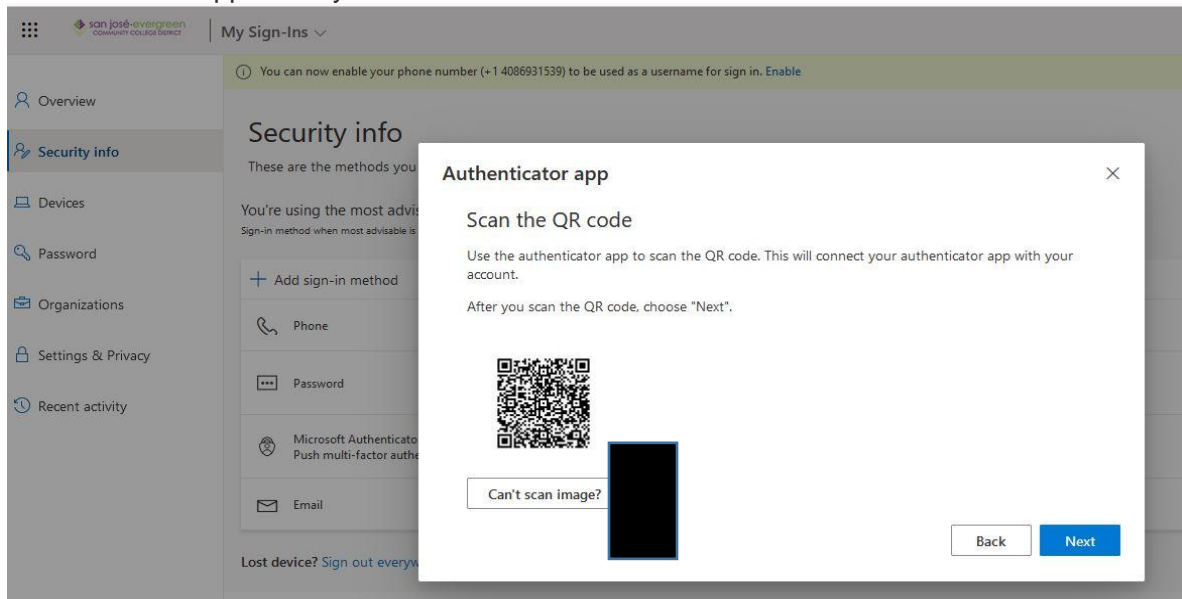 san josé·evergreen
COMMUNITY COLLEGE DISTRICT
My Sign-Ins
You can now enable your phone number (+1 4086931539) to be used as a username for sign in. Enable
Overview
Security info
Devices
Password
Organizations
Settings & Privacy
Recent activity
Security info
These are the methods you
You're using the most advis
Sign-in method when most advisable is
Add sign-in method
Phone
Password
Microsoft Authenticato
Push multi-factor authe
Email
Lost device? Sign out everyw
Authenticator app
Scan the QR code
Use the authenticator app to scan the QR code. This will connect your authenticator app with your
account.
After you scan the QR code, choose "Next".
Can't scan image?
Back
Next